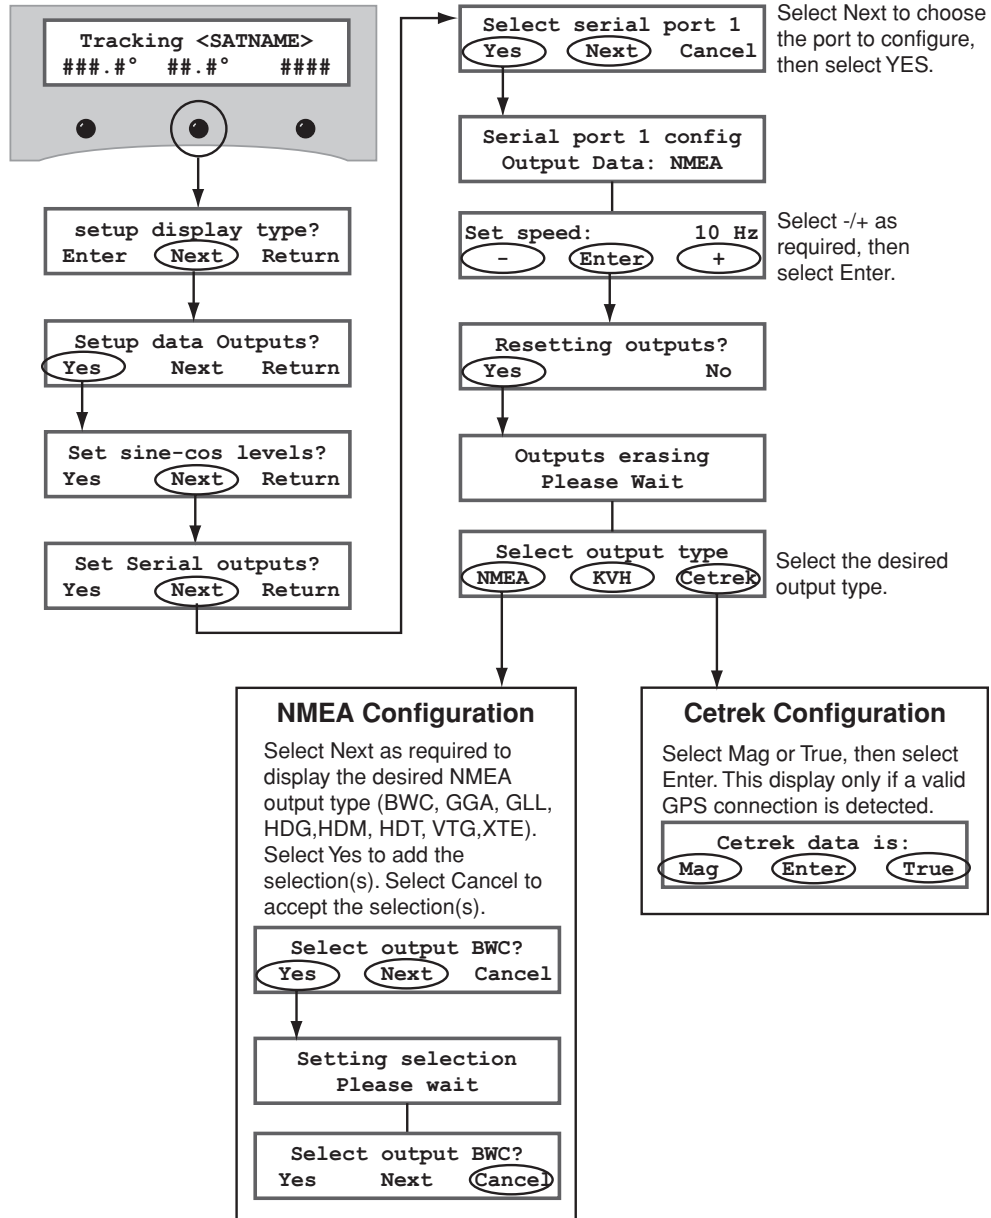 Tracking <SATNAME>
###.#° ##.#° ####
setup display type?
Enter Next Return
Setup data Outputs?
Yes Next Return
Set sine-cos levels?
Yes Next Return
Set Serial outputs?
Yes Next Return
Select serial port 1
Yes Next Cancel
Select Next to choose
the port to configure,
then select YES.
Serial port 1 config
Output Data: NMEA
Set speed: 10 Hz
- Enter +
Select -/+ as
required, then
select Enter.
Resetting outputs?
Yes No
Outputs erasing
Please Wait
Select output type
NMEA KVH Cetrek
Select the desired
output type.
NMEA Configuration
Select Next as required to
display the desired NMEA
output type (BWC, GGA, GLL,
HDG,HDM, HDT, VTG,XTE).
Select Yes to add the
selection(s). Select Cancel to
accept the selection(s).
Select output BWC?
Yes Next Cancel
Setting selection
Please wait
Select output BWC?
Yes Next Cancel
Cetrek Configuration
Select Mag or True, then select
Enter. This display only if a valid
GPS connection is detected.
Cetrek data is:
Mag Enter True